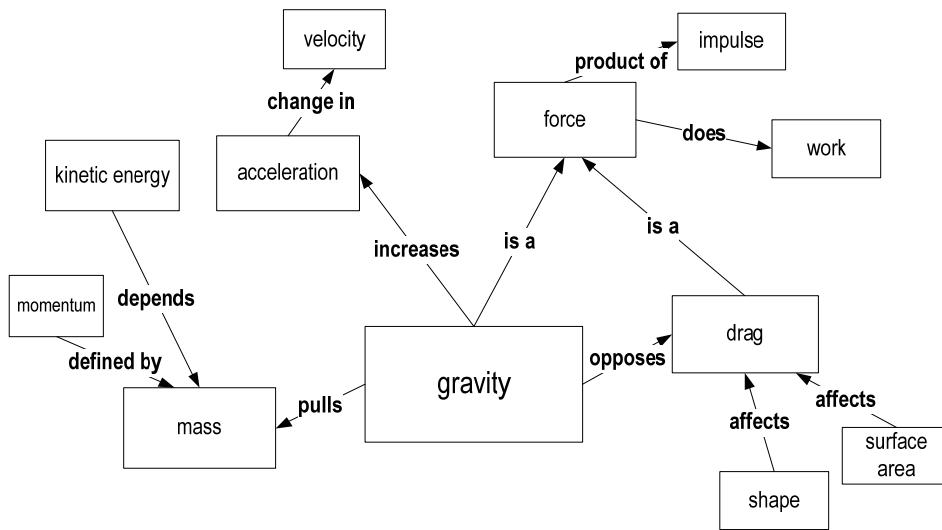 velocity
impulse
product of
change in
force
does
work
kinetic energy
acceleration
increases
is a
is a
momentum
depends
defined by
drag
opposes
gravity
pulls
mass
affects
affects
surface
area
shape